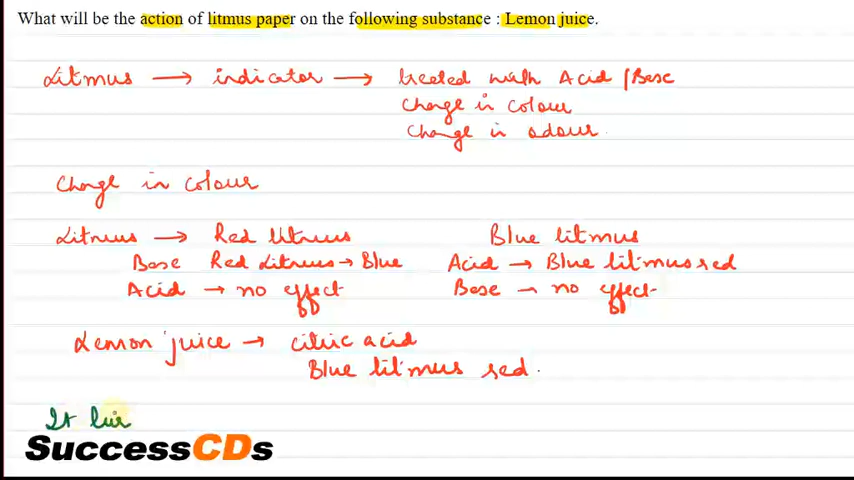 What will be the action of litmus paper on the following substance : Lemon juice.
Litmus → indicator → treated with Acid / Base
Change in colour
Change in odour
Change in colour
Litmus → Red litmus Blue litmus
Base Red Litmus → Blue Acid → Blue litmus red
Acid → no effect Base → no effect
Lemon juice → citric acid
Blue litmus red.
It
SuccessCDs